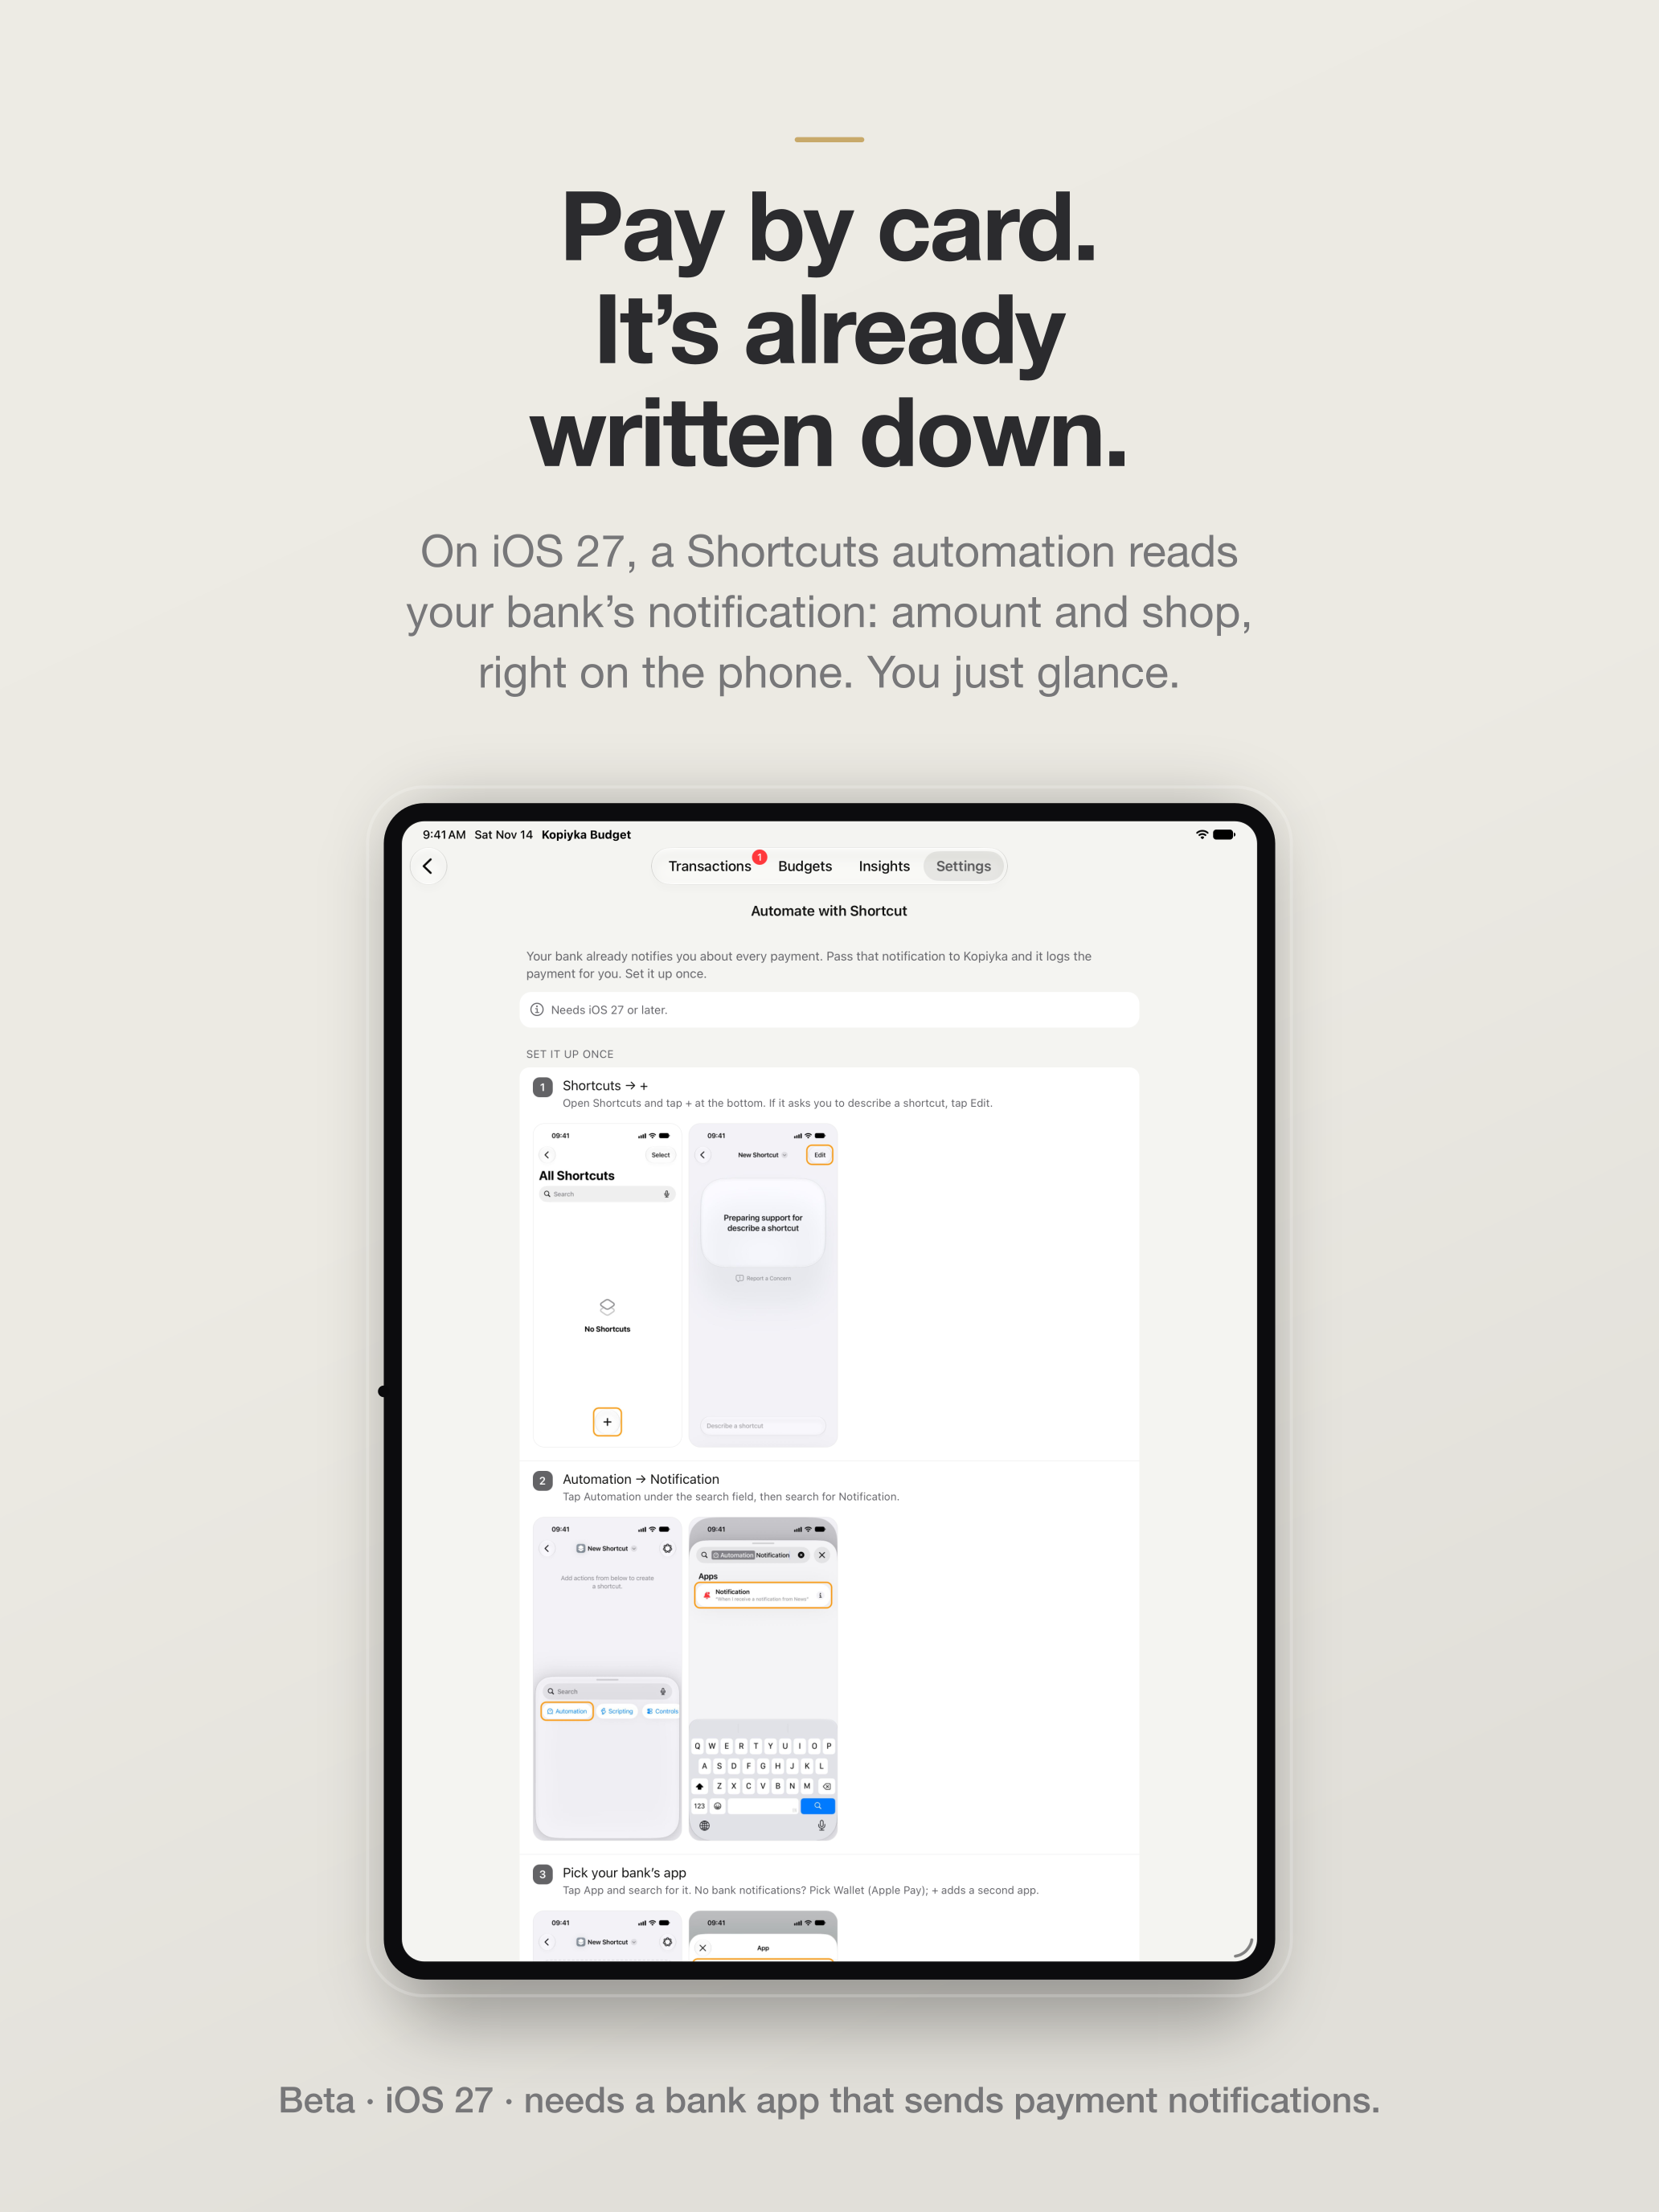 Pay by card.
It’s already
written down.
On iOS 27, a Shortcuts automation reads
your bank’s notification: amount and shop,
right on the phone. You just glance.
9:41 AM Sat Nov 14 Kopiyka Budget
Transactions 1 Budgets Insights Settings
Automate with Shortcut
Your bank already notifies you about every payment. Pass that notification to Kopiyka and it logs the
payment for you. Set it up once.
Needs iOS 27 or later.
SET IT UP ONCE
1 Shortcuts → +
Open Shortcuts and tap + at the bottom. If it asks you to describe a shortcut, tap Edit.
09:41
Select
All Shortcuts
Search
No Shortcuts
+
09:41
New Shortcut
Edit
Preparing support for
describe a shortcut
Report a Concern
Describe a shortcut
2 Automation → Notification
Tap Automation under the search field, then search for Notification.
09:41
New Shortcut
Add actions from below to create
a shortcut.
Search
Automation Scripting Controls
09:41
Automation Notification
Apps
Notification
"When I receive a notification from News"
Q W E R T Y U I O P
A S D F G H J K L
Z X C V B N M
123
3 Pick your bank’s app
Tap App and search for it. No bank notifications? Pick Wallet (Apple Pay); + adds a second app.
09:41
New Shortcut
09:41
App
Beta · iOS 27 · needs a bank app that sends payment notifications.